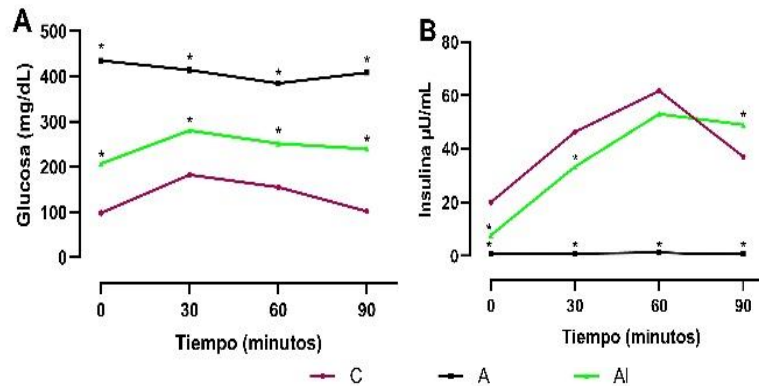 A
Glucosa (mg/dL)
500
400
300
200
100
0
* * * *
* * * *
0 30 60 90
Tiempo (minutos)
B
Insulina µU/mL
80
60
40
20
0
* * *
* * * *
0 30 60 90
Tiempo (minutos)
C A AI